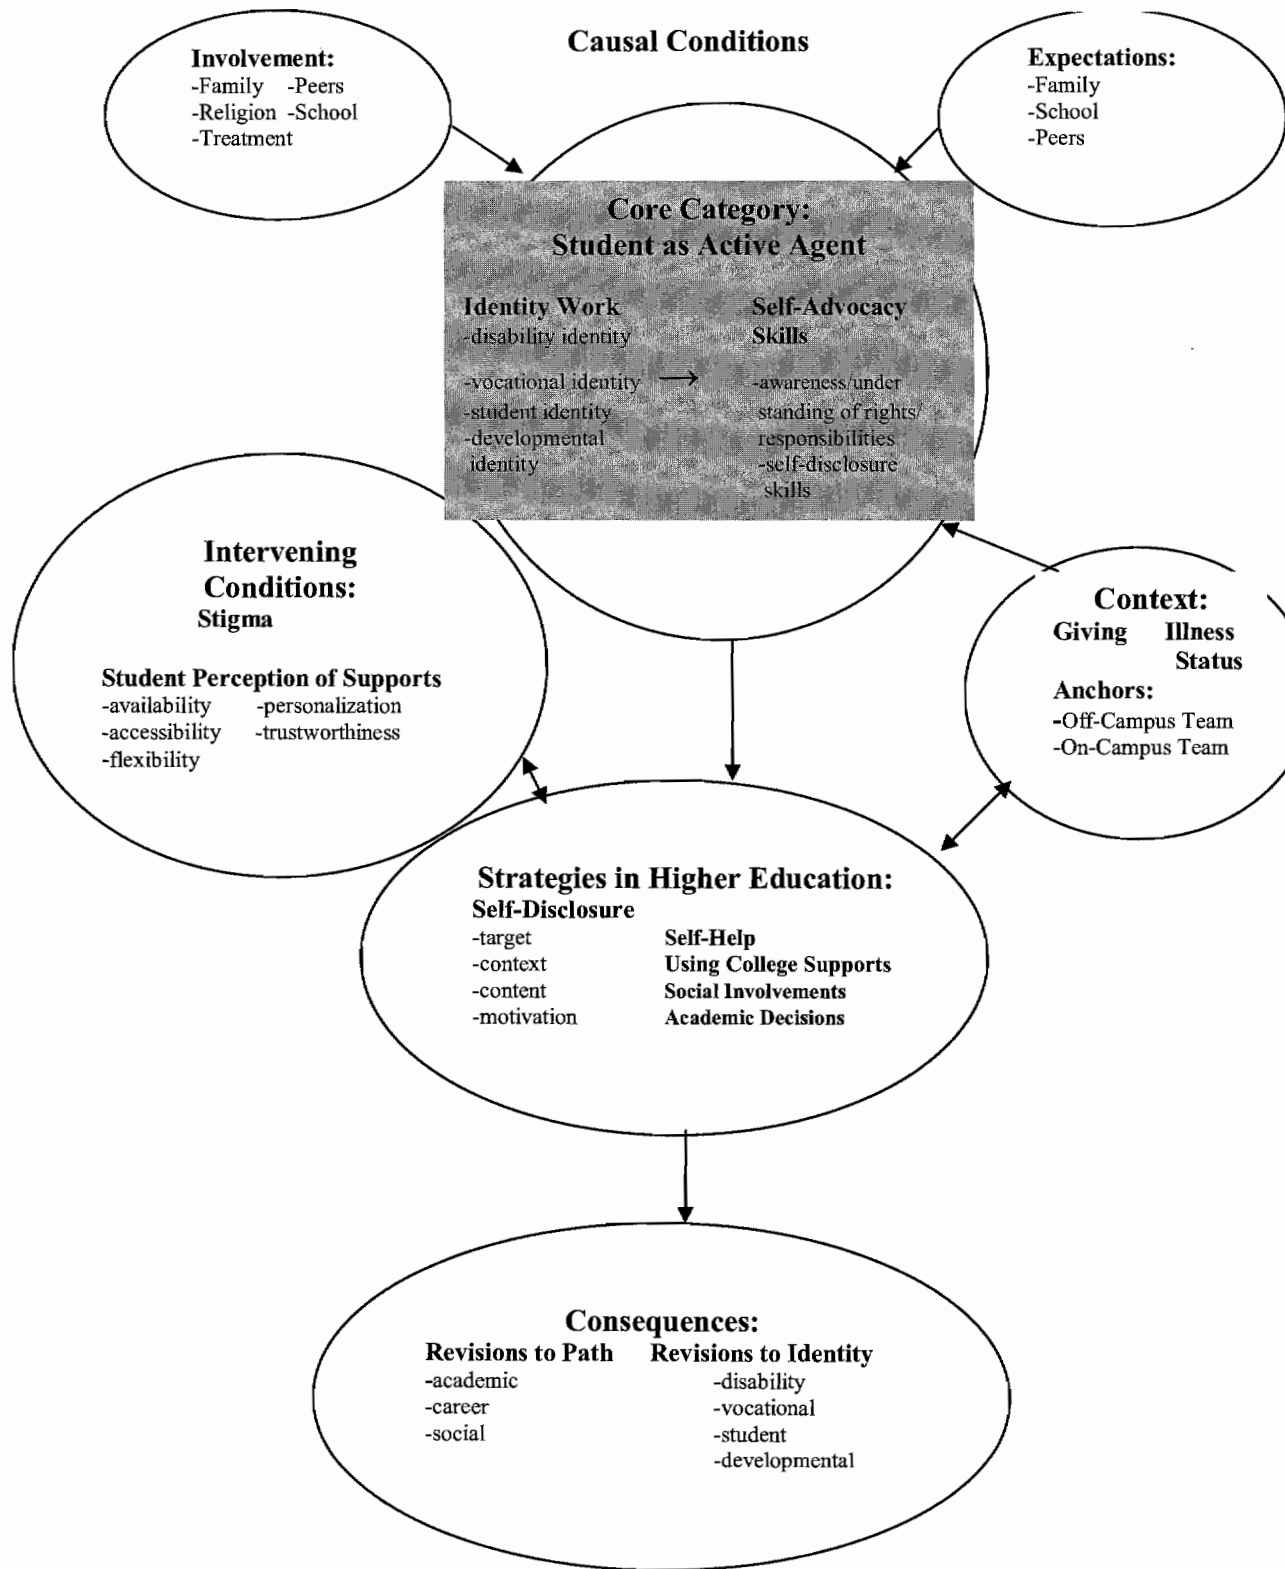 Causal Conditions
Involvement:
-Family -Peers
-Religion -School
-Treatment
Expectations:
-Family
-School
-Peers
Core Category:
Student as Active Agent
Identity Work
-disability identity
-vocational identity →
-student identity
-developmental
identity
Self-Advocacy
Skills
-awareness/under
standing of rights/
responsibilities
-self-disclosure
skills
Intervening
Conditions:
Stigma
Student Perception of Supports
-availability -personalization
-accessibility -trustworthiness
-flexibility
Context:
Giving Illness
Status
Anchors:
-Off-Campus Team
-On-Campus Team
Strategies in Higher Education:
Self-Disclosure
-target Self-Help
-context Using College Supports
-content Social Involvements
-motivation Academic Decisions
Consequences:
Revisions to Path Revisions to Identity
-academic -disability
-career -vocational
-social -student
-developmental